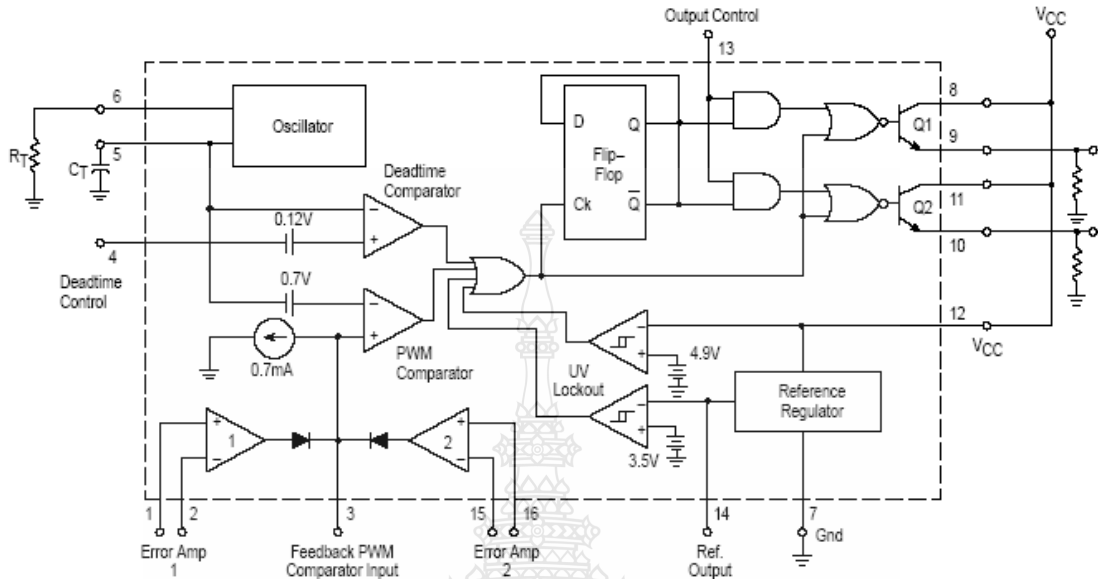 Output Control
VCC
13
6
Oscillator
8
D
Q
Q1
RT
5
CT
Flip–
Flop
9
Deadtime
Comparator
11
0.12V
–
+
Ck
Q
Q2
4
10
Deadtime
Control
0.7V
–
+
12
VCC
0.7mA
PWM
Comparator
UV
Lockout
–
+
4.9V
Reference
Regulator
–
+
+
–
1
+
–
2
3.5V
1
2
3
15
16
14
7
Gnd
Error Amp
1
Feedback PWM
Comparator Input
Error Amp
2
Ref.
Output